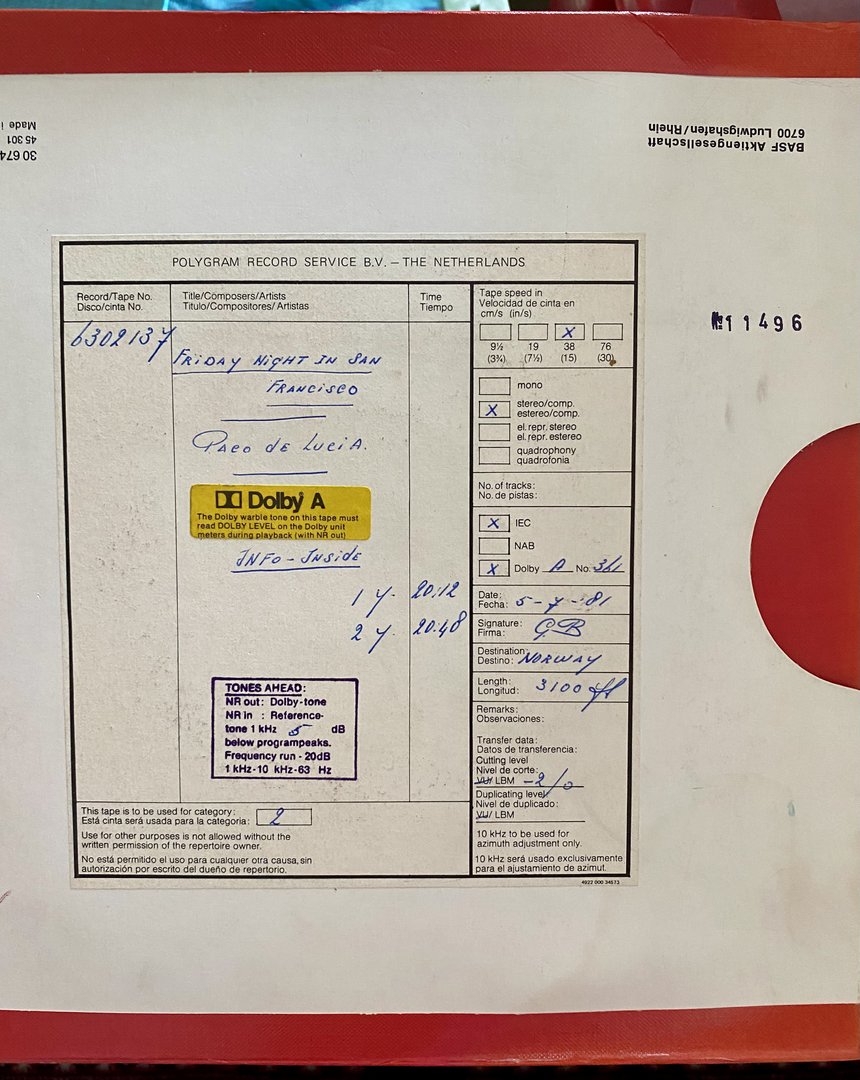 Made i
45 301
30 674
BASF Aktiengesellschaft
6700 Ludwigshafen/Rhein
POLYGRAM RECORD SERVICE B.V. – THE NETHERLANDS
Record/Tape No.
Disco/cinta No.
Title/Composers/Artists
Titulo/Compositores/Artistas
Time
Tiempo
6302137
FRIDAY NIGHT IN SAN
FRANCISCO
PACO de LUCIA.
Dolby A
The Dolby warble tone on this tape must
read DOLBY LEVEL on the Dolby unit
meters during playback (with NR out)
INFO-INSIDE
1 Y. 20:12
2 Y. 20:48
TONES AHEAD:
NR out: Dolby-tone
NR in : Reference-
tone 1 kHz 5 dB
below programpeaks.
Frequency run - 20dB
1 kHz-10 kHz-63 Hz
This tape is to be used for category:
Está cinta será usada para la categoria: 2
Use for other purposes is not allowed without the
written permission of the repertoire owner.
No está permitido el uso para cualquier otra causa, sin
autorización por escrito del dueño de repertorio.
Tape speed in
Velocidad de cinta en
cm/s (in/s)
X
9½ 19 38 76
(3¾) (7½) (15) (30)
mono
X stereo/comp.
estereo/comp.
el. repr. stereo
el. repr. estereo
quadrophony
quadrofonia
No. of tracks:
No. de pistas:
X IEC
NAB
X Dolby A No. 361
Date:
Fecha: 5-7-81
Signature:
Firma: GB
Destination:
Destino: NORWAY
Length:
Longitud: 3100 ft
Remarks:
Observaciones:
Transfer data:
Datos de transferencia:
Cutting level
Nivel de corte:
VU/ LBM -2/0
Duplicating level/
Nivel de duplicado:
VU/ LBM
10 kHz to be used for
azimuth adjustment only.
10 kHz será usado exclusivamente
para el ajustamiento de azimut.
4922 000 34573
№11496